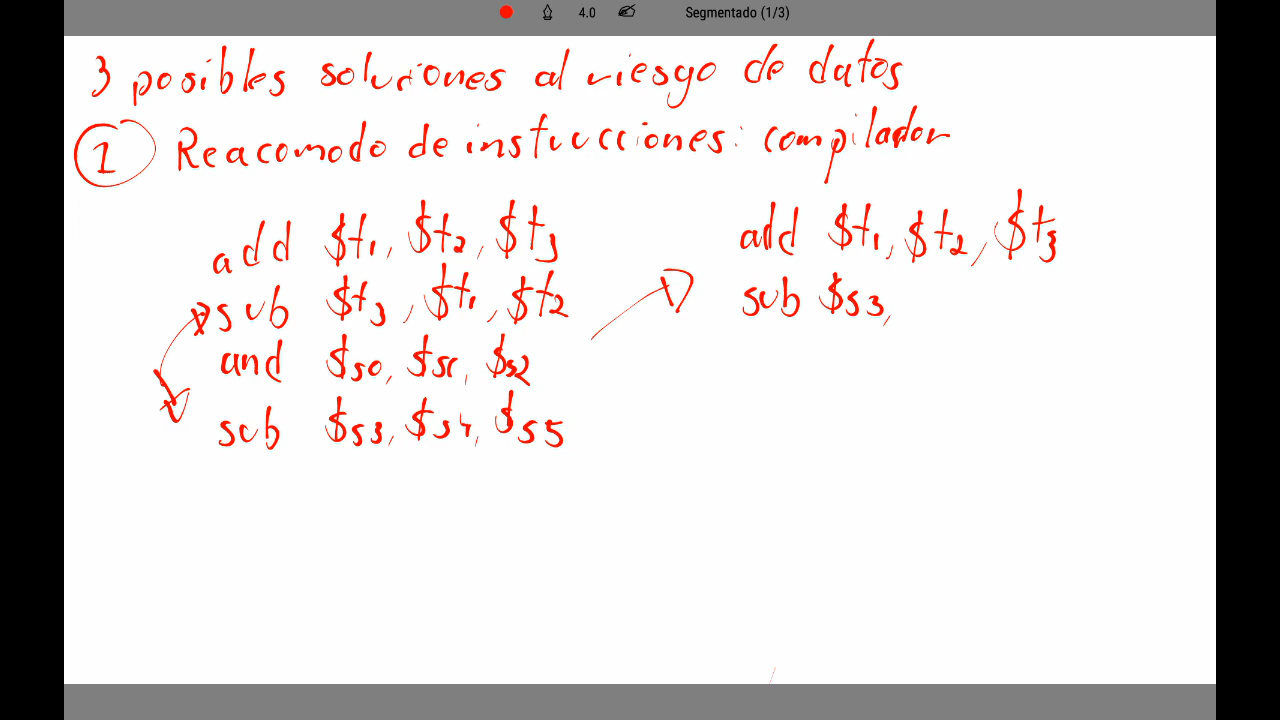 4.0 Segmentado (1/3)
3 posibles soluciones al riesgo de datos
1 Reacomodo de instrucciones: compilador
add $t1, $t2, $t3
sub $t3, $t1, $t2
and $s0, $s1, $s2
sub $s3, $s4, $s5
add $t1, $t2, $t3
sub $s3,